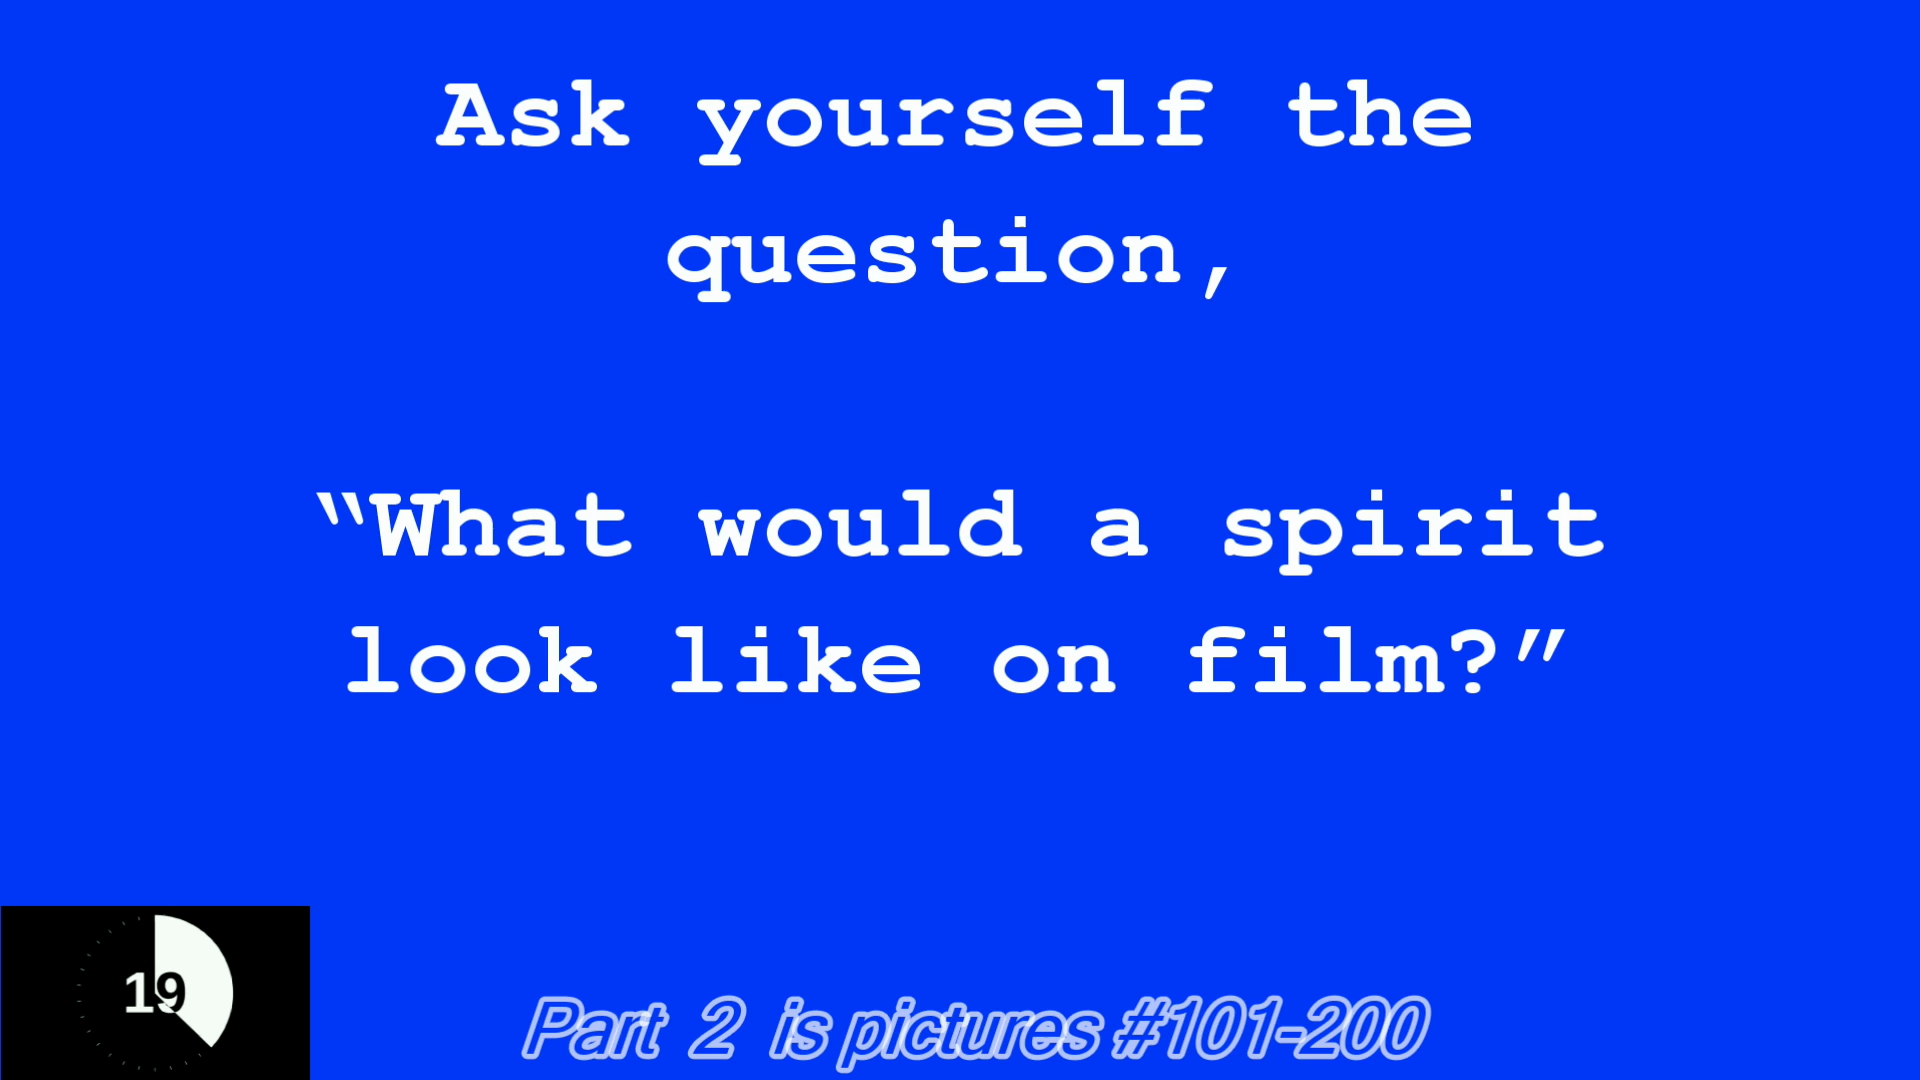 Ask yourself the
question,
“What would a spirit
look like on film?”
19
Part 2 is pictures #101-200